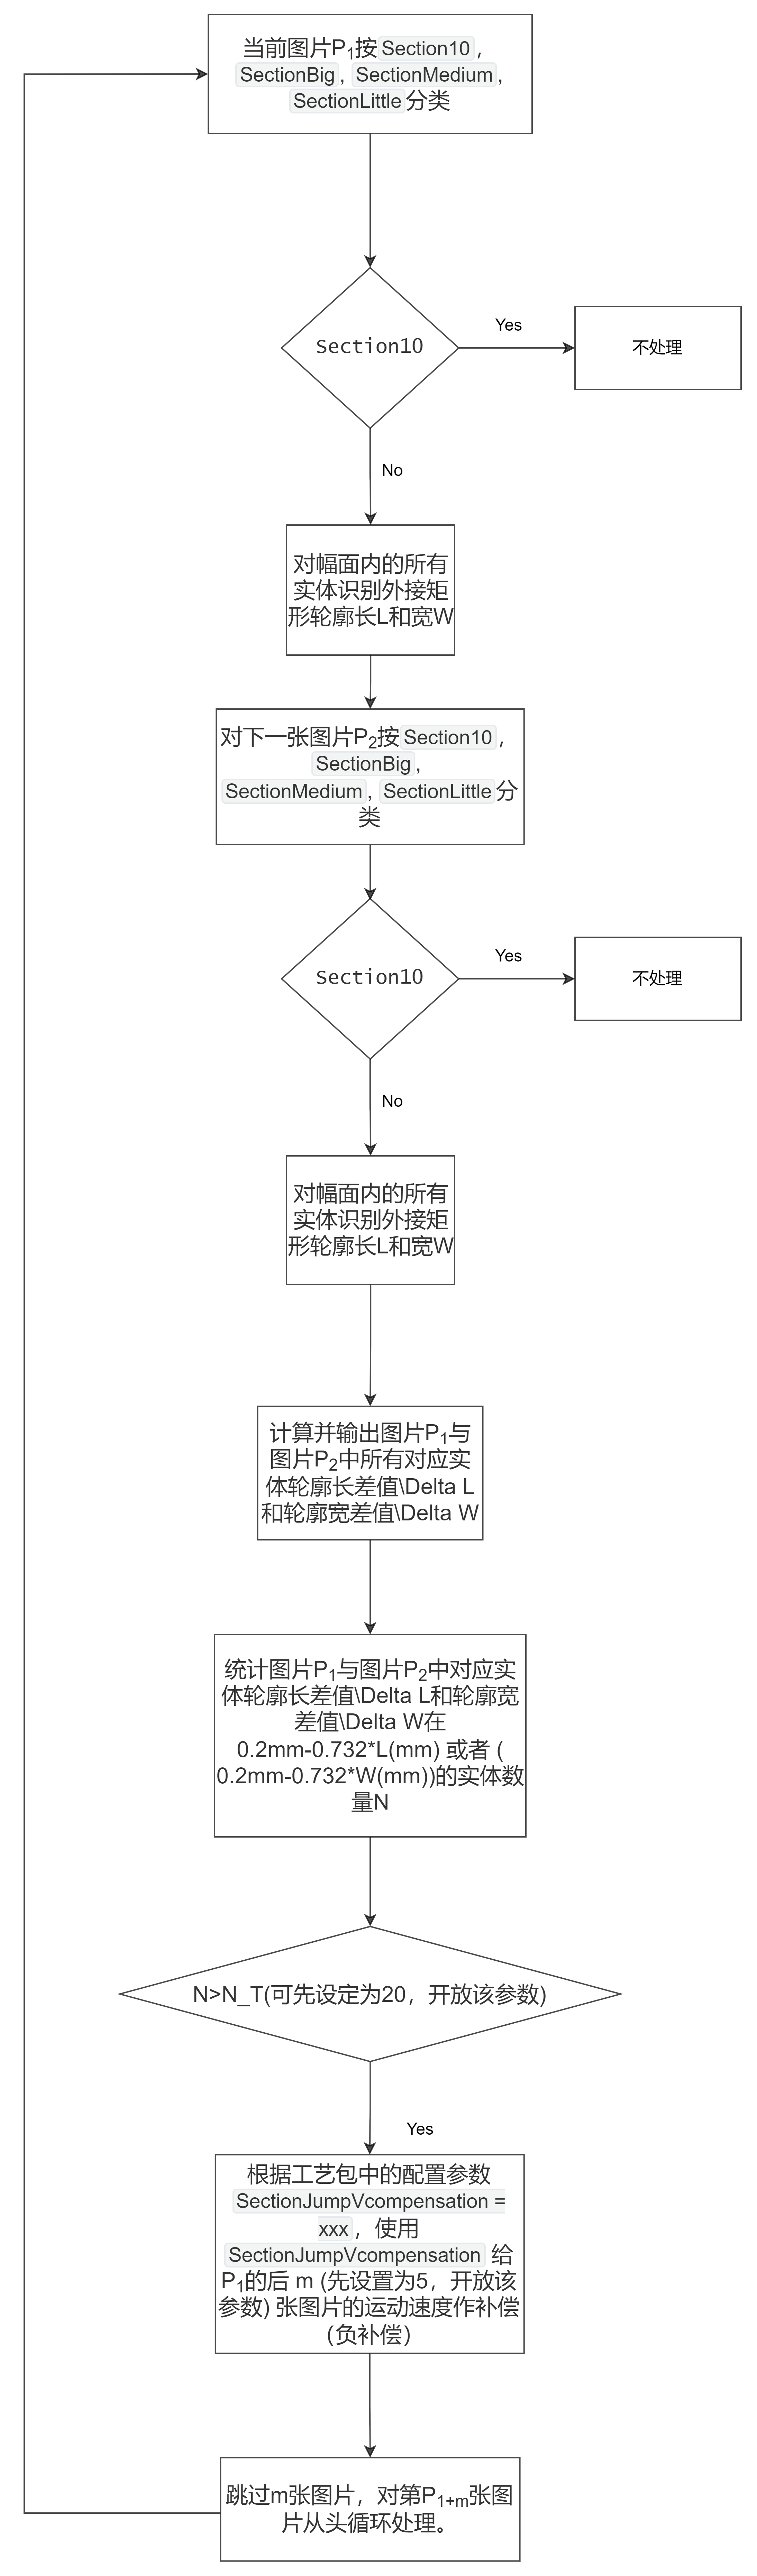 当前图片P₁按Section10，
SectionBig，SectionMedium，
SectionLittle分类
Section10
Yes
不处理
No
对幅面内的所有
实体识别外接矩
形轮廓长L和宽W
对下一张图片P₂按Section10，
SectionBig，
SectionMedium，SectionLittle分
类
Section10
Yes
不处理
No
对幅面内的所有
实体识别外接矩
形轮廓长L和宽W
计算并输出图片P₁与
图片P₂中所有对应实
体轮廓长差值\Delta L
和轮廓宽差值\Delta W
统计图片P₁与图片P₂中对应实
体轮廓长差值\Delta L和轮廓宽
差值\Delta W在
0.2mm-0.732*L(mm) 或者 (
0.2mm-0.732*W(mm))的实体数
量N
N>N_T(可先设定为20，开放该参数)
Yes
根据工艺包中的配置参数
SectionJumpVcompensation =
xxx，使用
SectionJumpVcompensation 给
P₁的后 m (先设置为5，开放该
参数) 张图片的运动速度作补偿
（负补偿）
跳过m张图片，对第P₁₊ₘ张图
片从头循环处理。